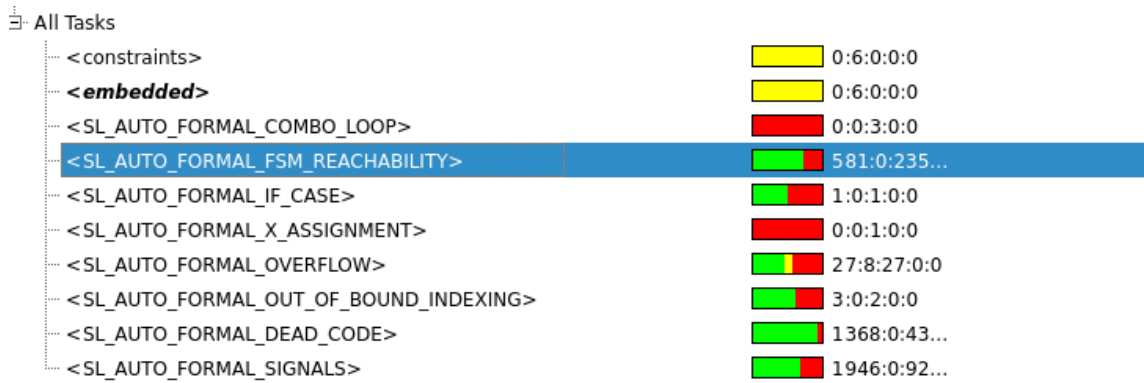 All Tasks
<constraints> 0:6:0:0:0
<embedded> 0:6:0:0:0
<SL_AUTO_FORMAL_COMBO_LOOP> 0:0:3:0:0
<SL_AUTO_FORMAL_FSM_REACHABILITY> 581:0:235...
<SL_AUTO_FORMAL_IF_CASE> 1:0:1:0:0
<SL_AUTO_FORMAL_X_ASSIGNMENT> 0:0:1:0:0
<SL_AUTO_FORMAL_OVERFLOW> 27:8:27:0:0
<SL_AUTO_FORMAL_OUT_OF_BOUND_INDEXING> 3:0:2:0:0
<SL_AUTO_FORMAL_DEAD_CODE> 1368:0:43...
<SL_AUTO_FORMAL_SIGNALS> 1946:0:92...